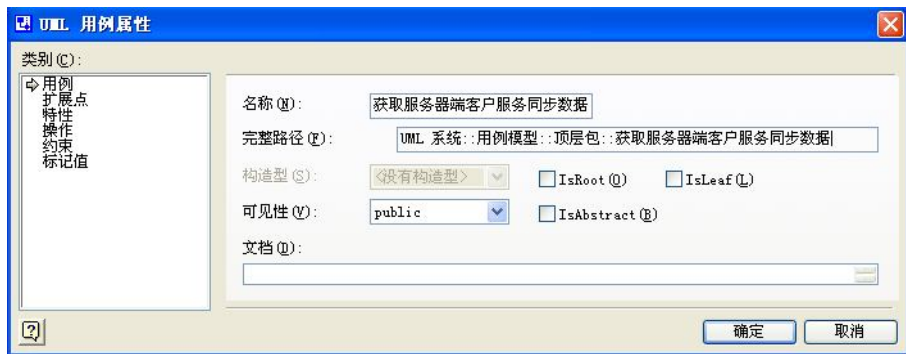 UML 用例属性
类别(C):
用例
扩展点
特性
操作
约束
标记值
名称(N): 获取服务器端客户服务同步数据
完整路径(F): UML 系统::用例模型::顶层包::获取服务器端客户服务同步数据
构造型(S): <没有构造型> IsRoot(O) IsLeaf(L)
可见性(V): public IsAbstract(B)
文档(D):
确定 取消